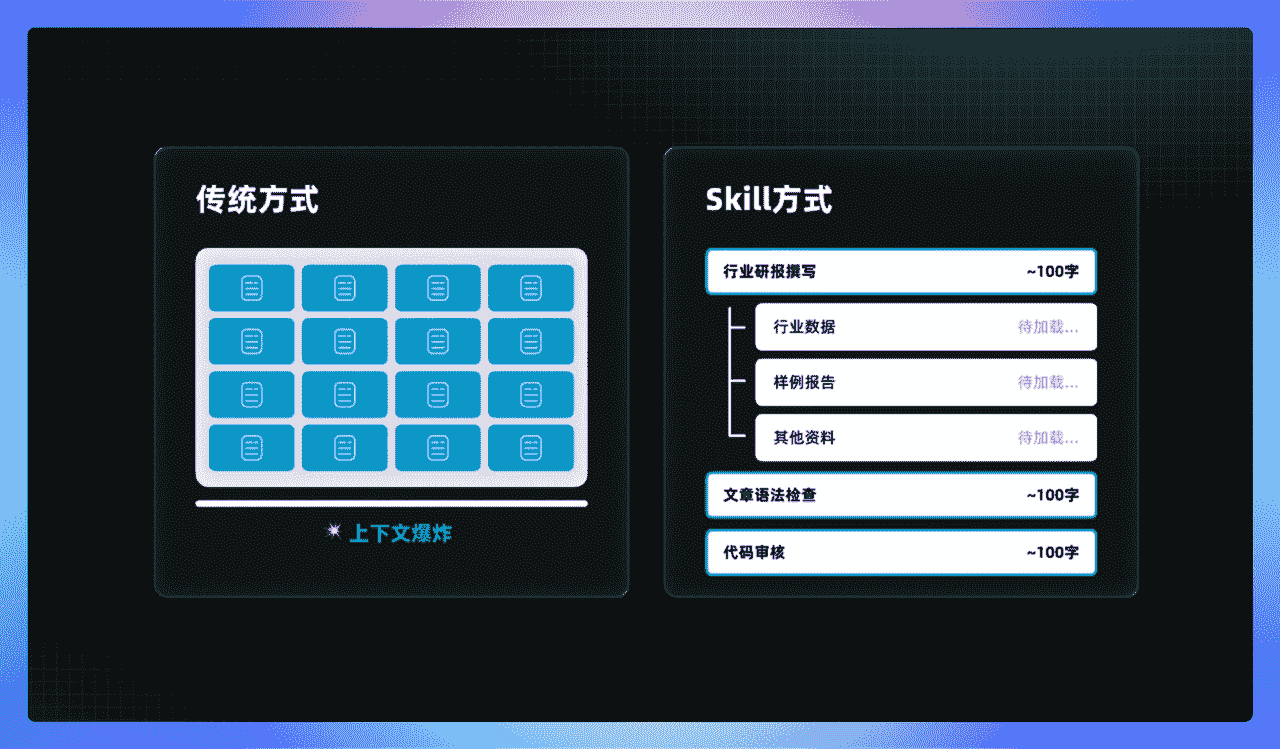 传统方式
上下文爆炸
Skill方式
行业研报撰写 ~100字
行业数据 待加载...
样例报告 待加载...
其他资料 待加载...
文章语法检查 ~100字
代码审核 ~100字